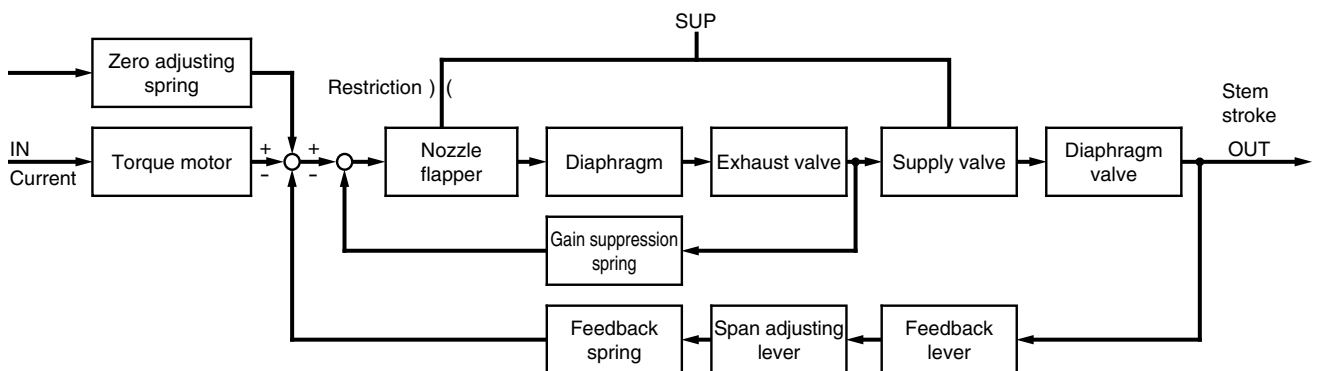 SUP
Zero adjusting
spring
Restriction ) (
Stem
stroke
IN
Current
Torque motor
+
-
+
-
Nozzle
flapper
Diaphragm
Exhaust valve
Supply valve
Diaphragm
valve
OUT
Gain suppression
spring
Feedback
spring
Span adjusting
lever
Feedback
lever